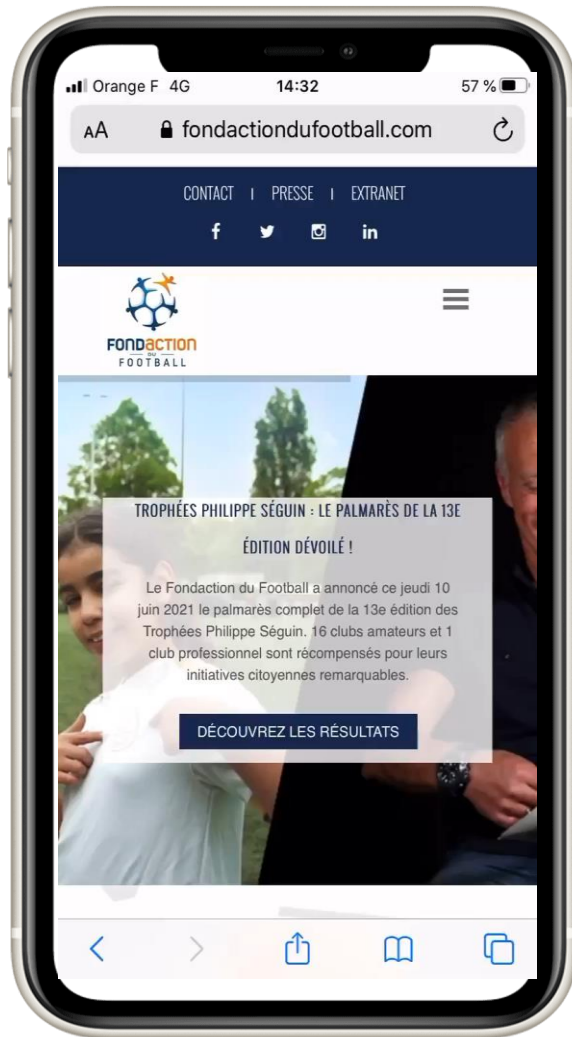 Orange F 4G 14:32 57 %
AA fondactiondufootball.com
CONTACT | PRESSE | EXTRANET
f in
FONDACTION
DU
FOOTBALL
TROPHÉES PHILIPPE SÉGUIN : LE PALMARÈS DE LA 13E
ÉDITION DÉVOILÉ !
Le Fondaction du Football a annoncé ce jeudi 10
juin 2021 le palmarès complet de la 13e édition des
Trophées Philippe Séguin. 16 clubs amateurs et 1
club professionnel sont récompensés pour leurs
initiatives citoyennes remarquables.
DÉCOUVREZ LES RÉSULTATS